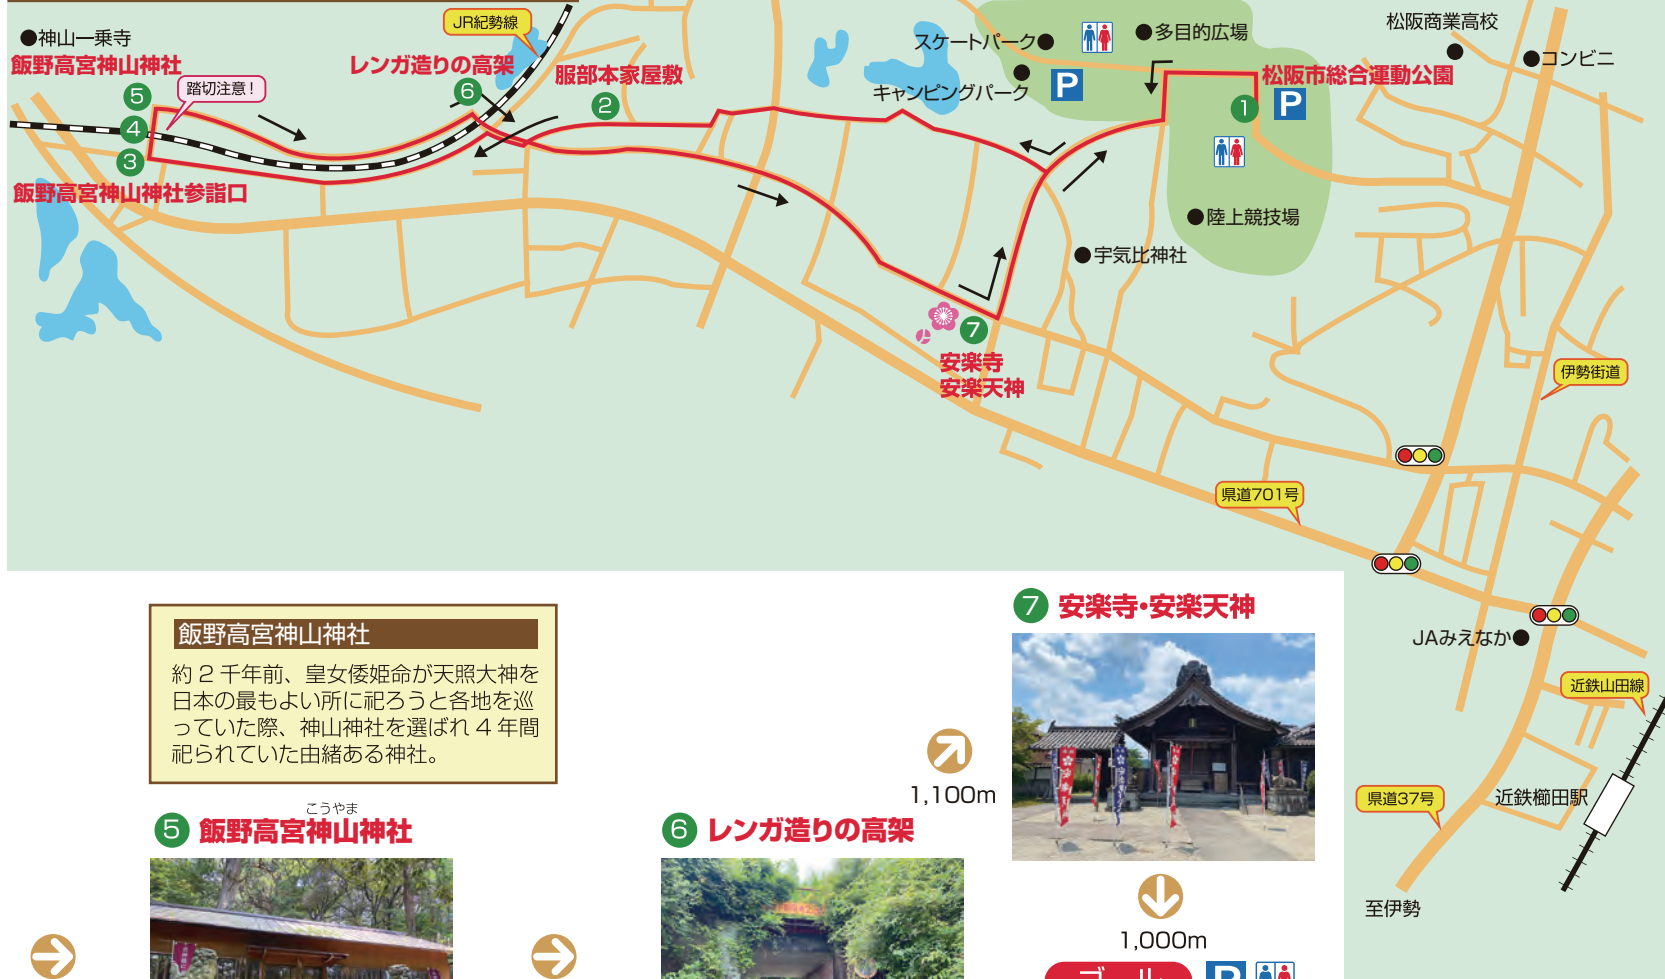 神山一乗寺
飯野高宮神山神社
踏切注意！
5
4
3
飯野高宮神山神社参詣口
JR紀勢線
レンガ造りの高架
6
服部本家屋敷
2
スケートパーク
キャンピングパーク
P
多目的広場
松阪市総合運動公園
1
P
陸上競技場
宇気比神社
松阪商業高校
コンビニ
7
安楽寺
安楽天神
伊勢街道
県道701号
JAみえなか
近鉄山田線
県道37号
近鉄櫛田駅
至伊勢
飯野高宮神山神社
約2千年前、皇女倭姫命が天照大神を
日本の最もよい所に祀ろうと各地を巡
っていた際、神山神社を選ばれ4年間
祀られていた由緒ある神社。
こうやま
5 飯野高宮神山神社
6 レンガ造りの高架
1,100m
7 安楽寺・安楽天神
1,000m
ゴール
P